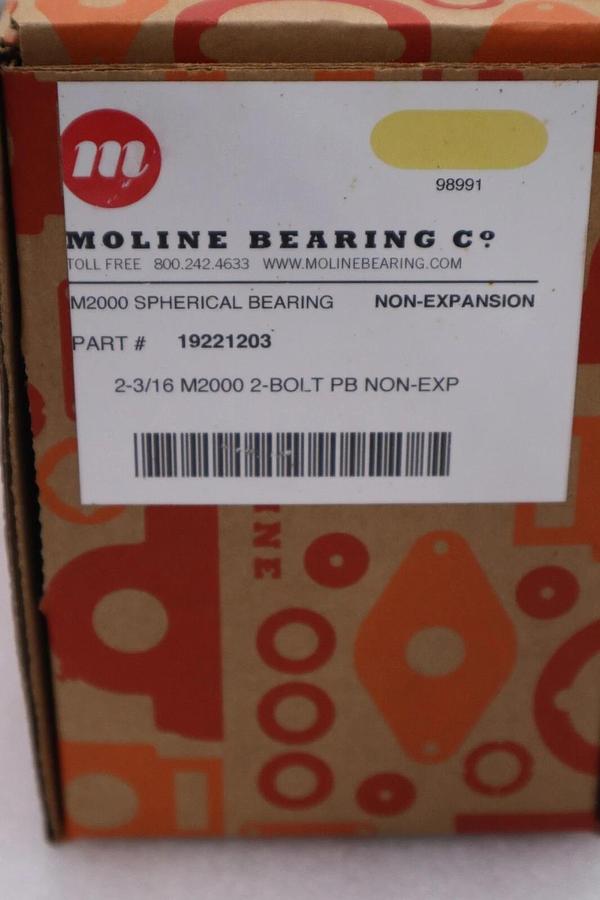 m
98991
MOLINE BEARING Cº
TOLL FREE 800.242.4633 WWW.MOLINEBEARING.COM
M2000 SPHERICAL BEARING NON-EXPANSION
PART # 19221203
2-3/16 M2000 2-BOLT PB NON-EXP
INE